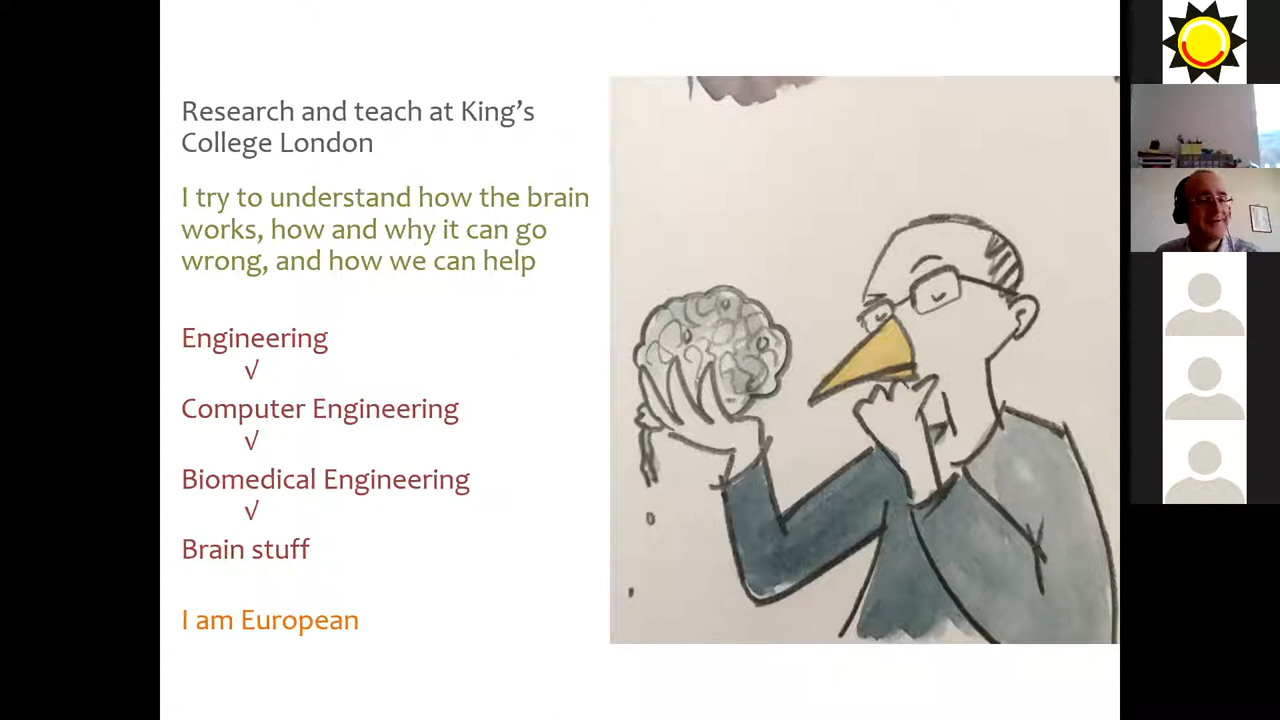 Research and teach at King’s
College London
I try to understand how the brain
works, how and why it can go
wrong, and how we can help
Engineering
√
Computer Engineering
√
Biomedical Engineering
√
Brain stuff
I am European